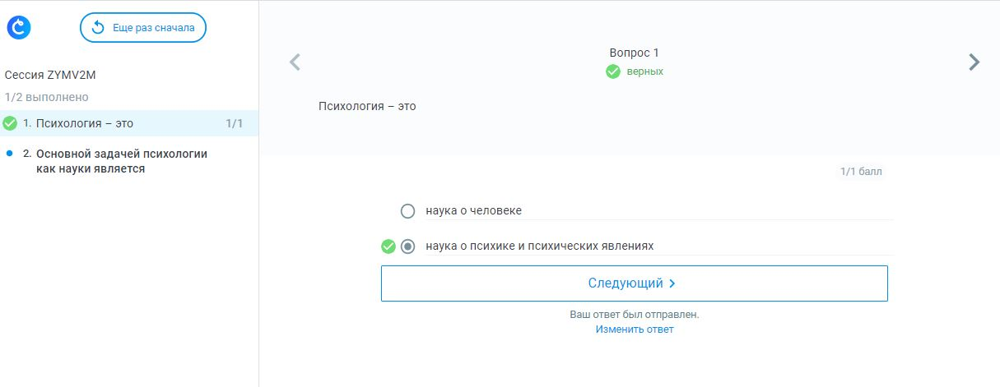 Еще раз сначала
Сессия ZYMV2M
1/2 выполнено
1. Психология – это 1/1
2. Основной задачей психологии
как науки является
Вопрос 1
верных
Психология – это
1/1 балл
наука о человеке
наука о психике и психических явлениях
Следующий
Ваш ответ был отправлен.
Изменить ответ